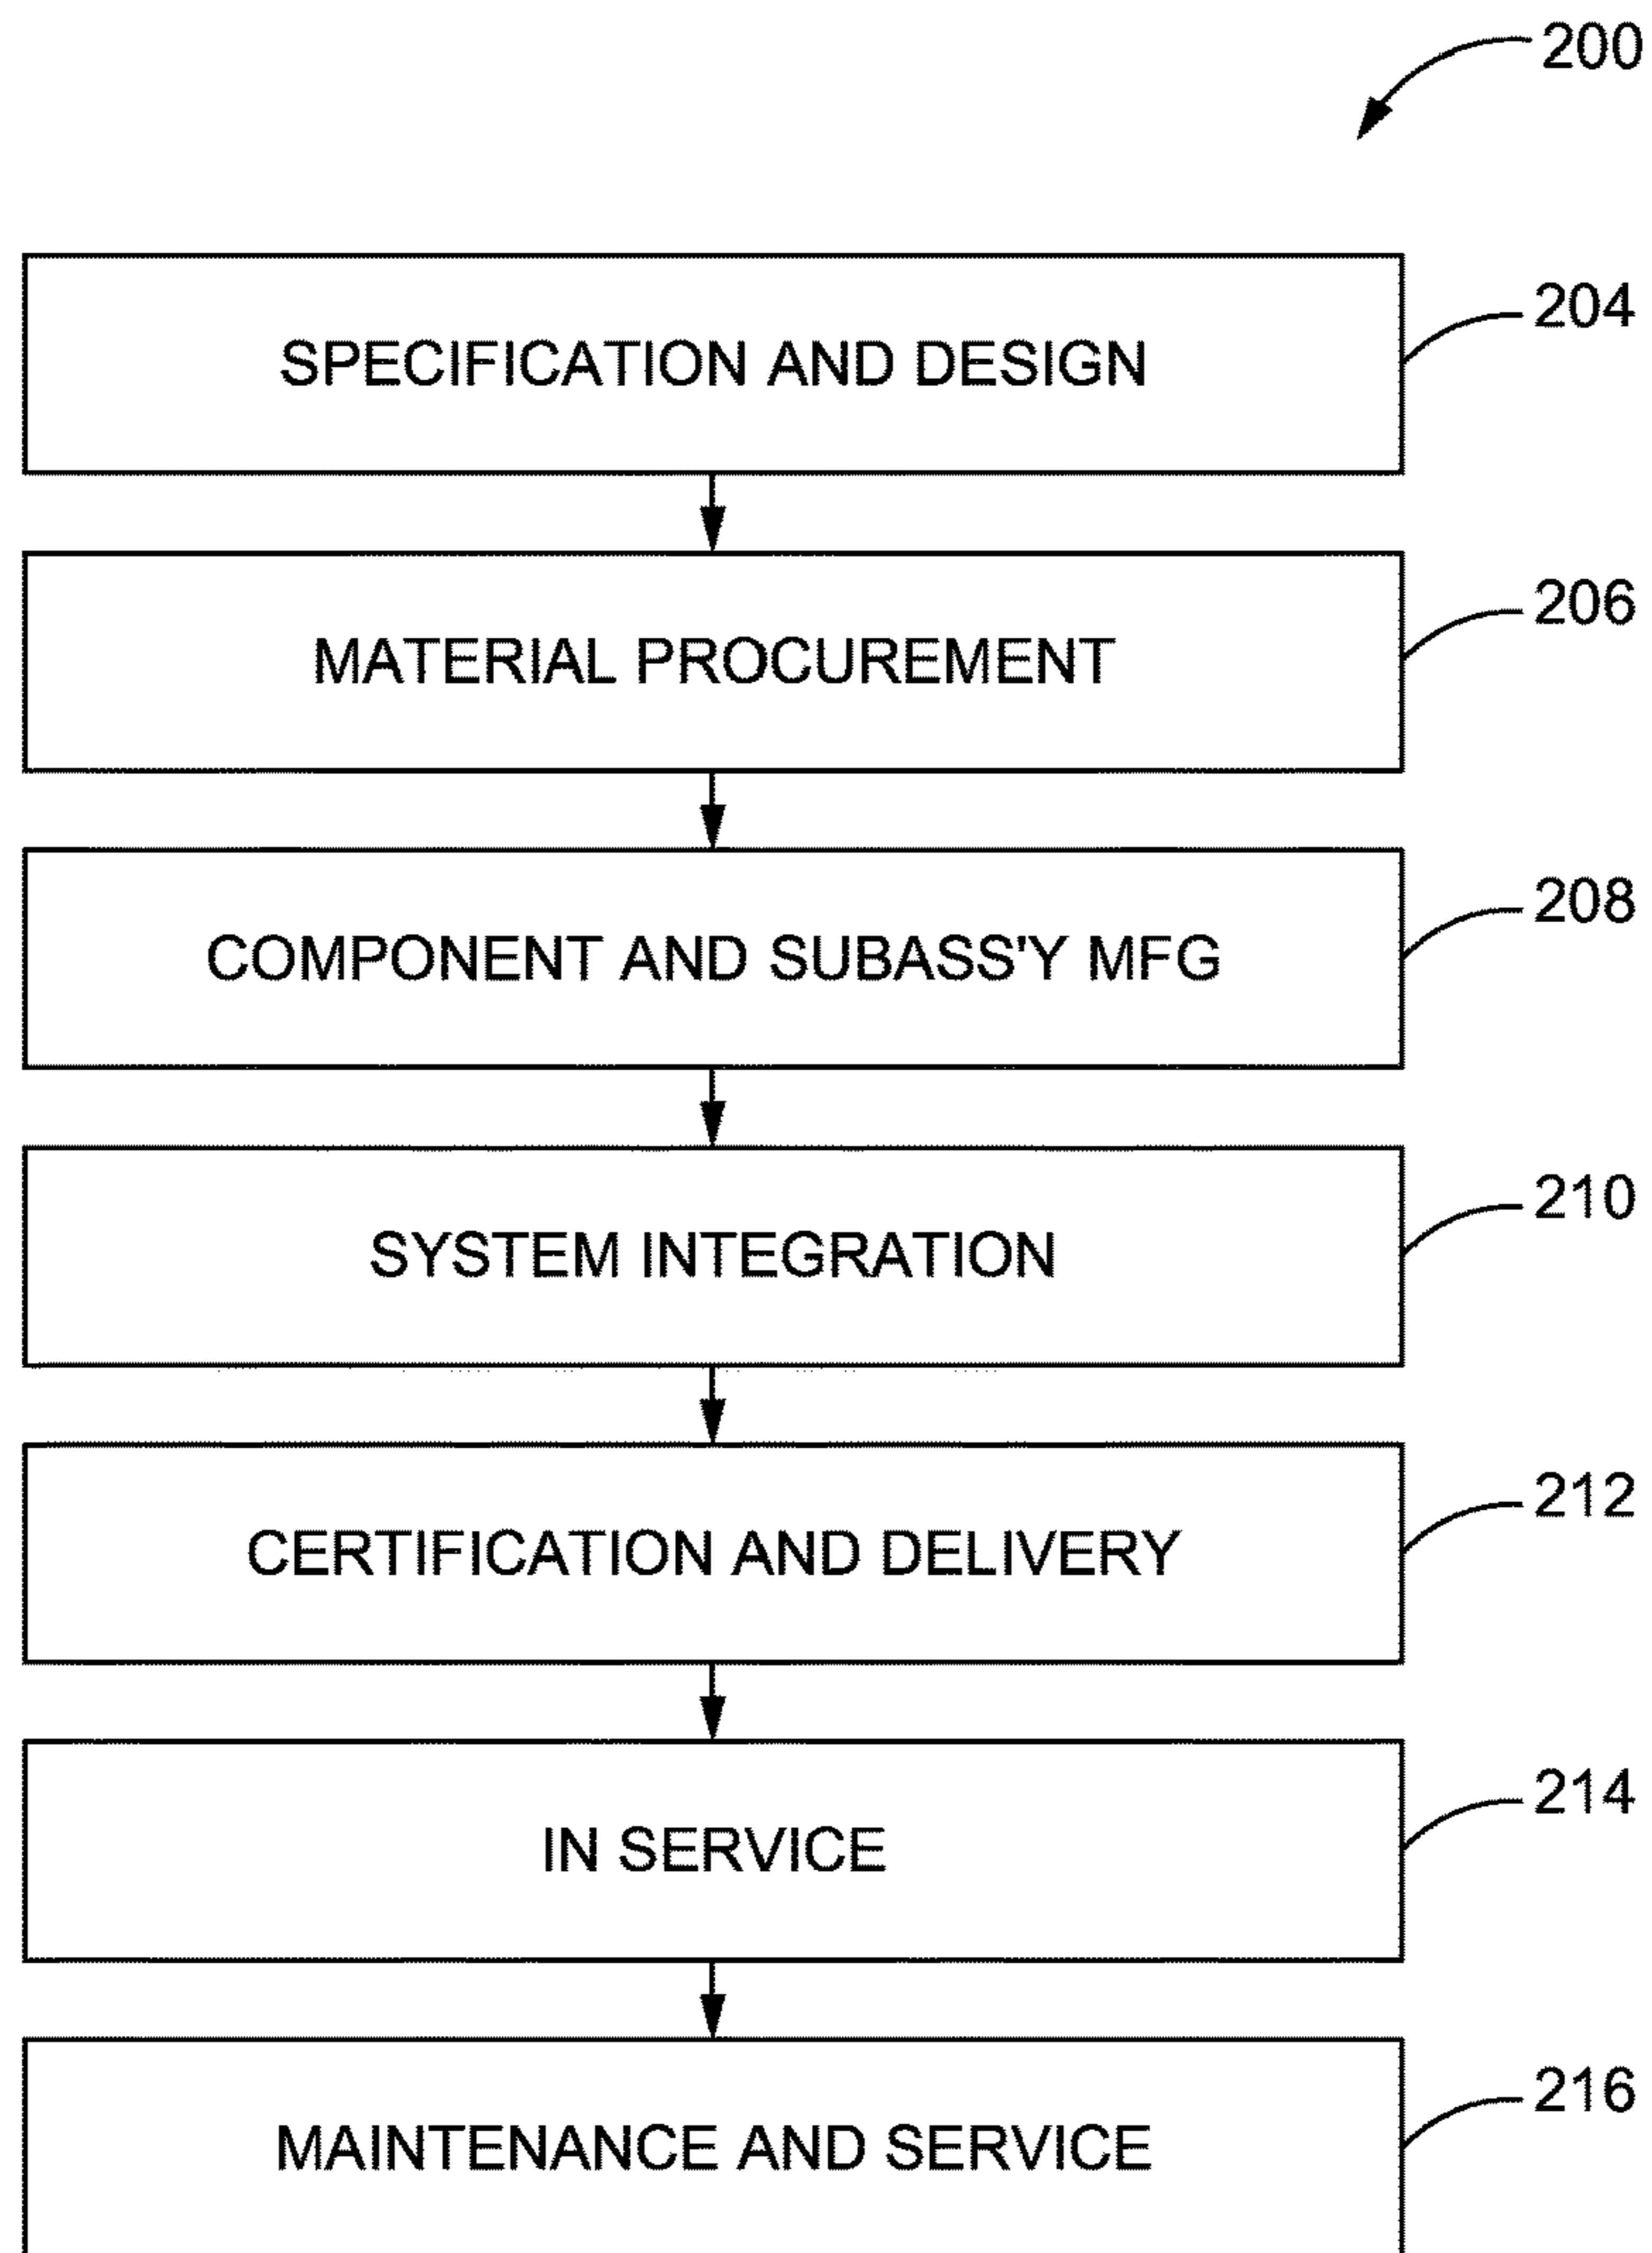 200
SPECIFICATION AND DESIGN
204
MATERIAL PROCUREMENT
206
COMPONENT AND SUBASS'Y MFG
208
SYSTEM INTEGRATION
210
CERTIFICATION AND DELIVERY
212
IN SERVICE
214
MAINTENANCE AND SERVICE
216